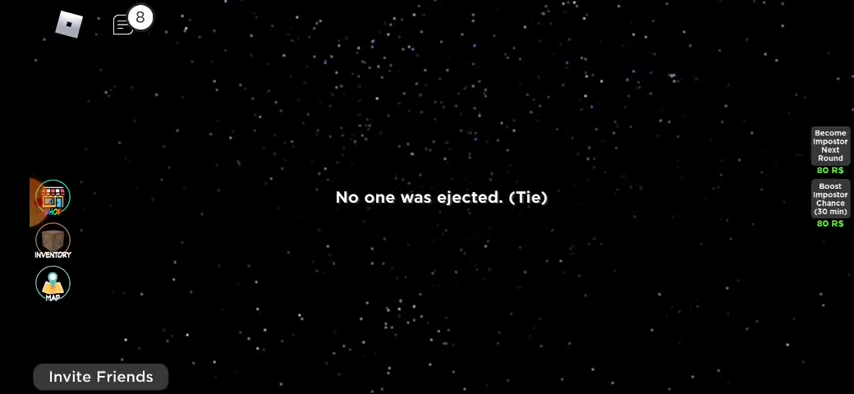 8
Become
Impostor
Next
Round
80 R$
Boost
Impostor
Chance
(30 min)
80 R$
No one was ejected. (Tie)
SHOP
INVENTORY
MAP
Invite Friends